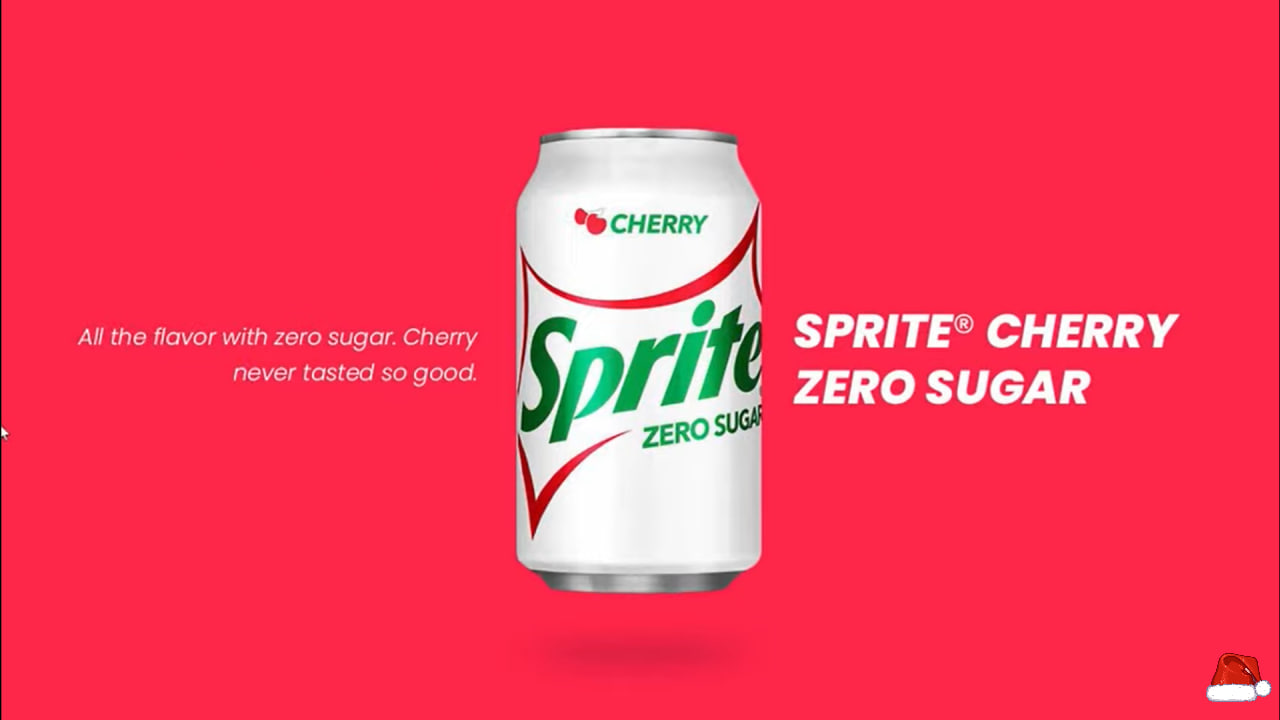 All the flavor with zero sugar. Cherry
never tasted so good.
CHERRY
Sprite
ZERO SUGAR
SPRITE® CHERRY
ZERO SUGAR